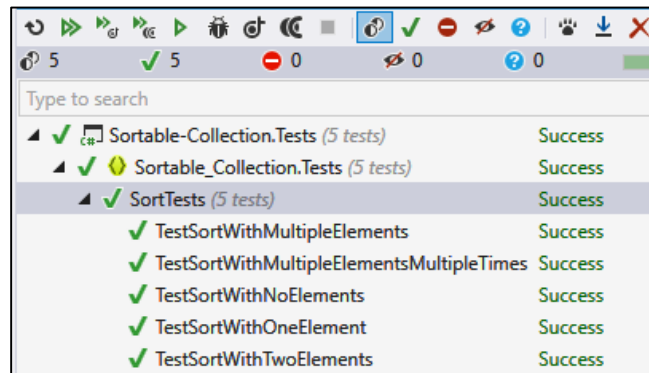 5 5 0 0 0
Type to search
Sortable-Collection.Tests (5 tests) Success
Sortable_Collection.Tests (5 tests) Success
SortTests (5 tests) Success
TestSortWithMultipleElements Success
TestSortWithMultipleElementsMultipleTimes Success
TestSortWithNoElements Success
TestSortWithOneElement Success
TestSortWithTwoElements Success